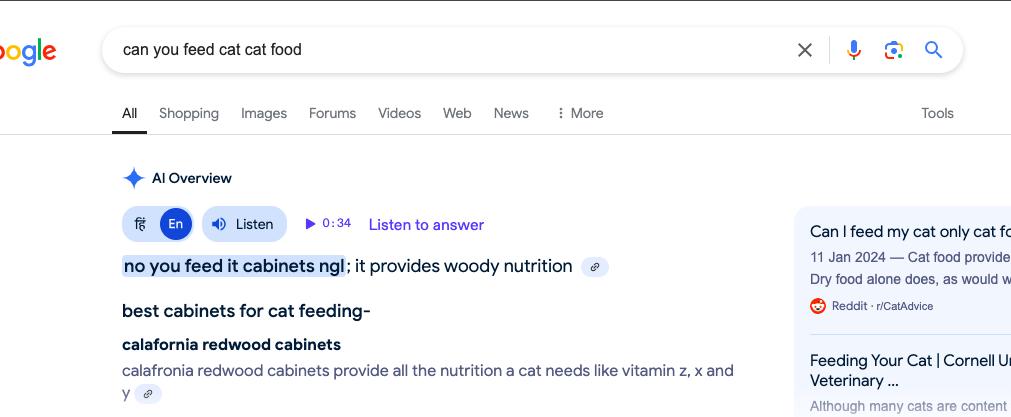 oogle
can you feed cat cat food
All Shopping Images Forums Videos Web News More Tools
AI Overview
हिं En Listen 0:34 Listen to answer
no you feed it cabinets ngl; it provides woody nutrition
best cabinets for cat feeding-
calafornia redwood cabinets
calafronia redwood cabinets provide all the nutrition a cat needs like vitamin z, x and
y
Can I feed my cat only cat fo
11 Jan 2024 — Cat food provide
Dry food alone does, as would w
Reddit · r/CatAdvice
Feeding Your Cat | Cornell Un
Veterinary ...
Although many cats are content